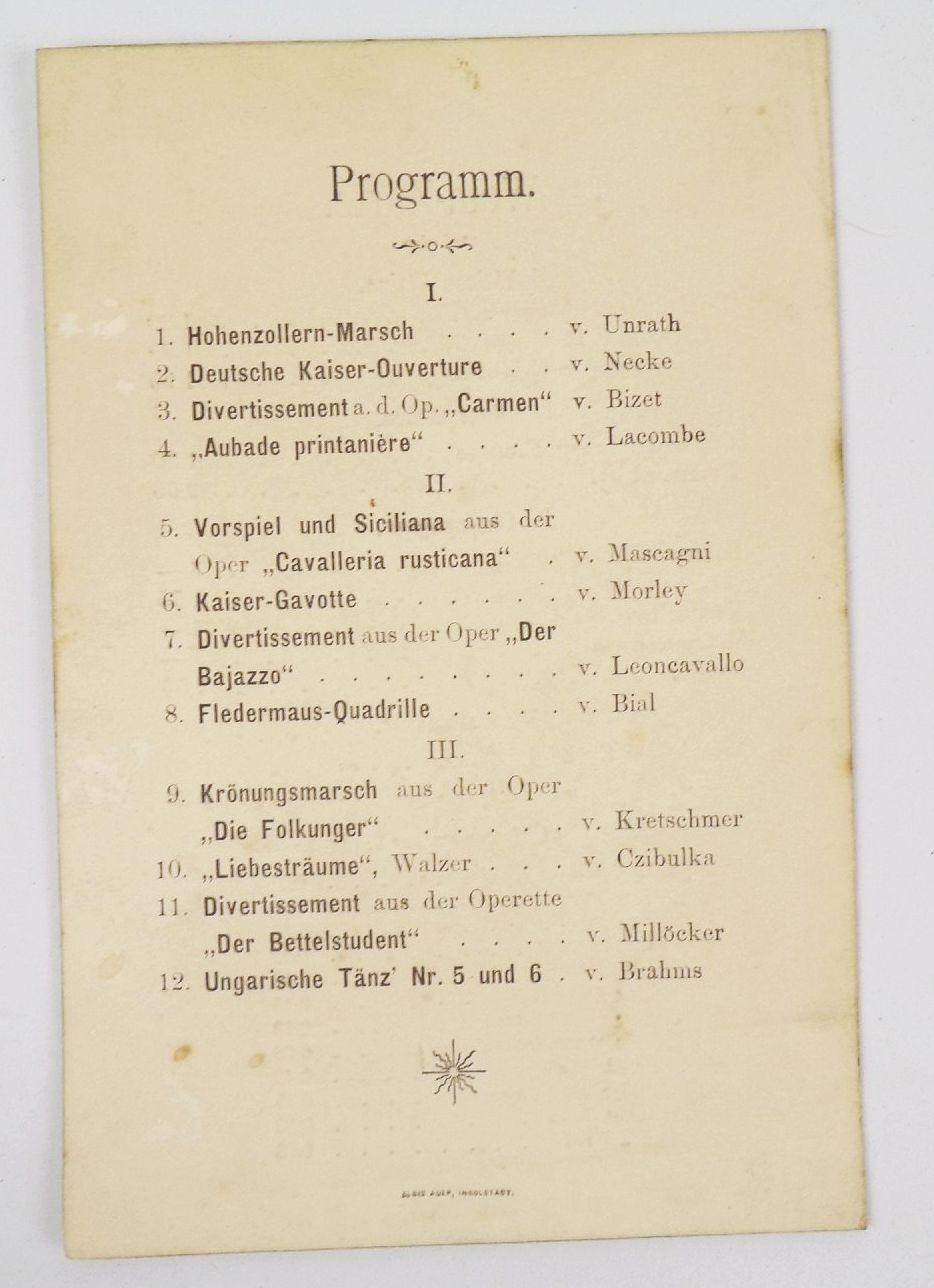 Programm.
I.
1. Hohenzollern-Marsch . . . . v. Unrath
2. Deutsche Kaiser-Ouverture . . v. Necke
3. Divertissement a. d. Op. „Carmen“ v. Bizet
4. „Aubade printanière“ . . . . v. Lacombe
II.
5. Vorspiel und Siciliana aus der
Oper „Cavalleria rusticana“ . v. Mascagni
6. Kaiser-Gavotte . . . . . . v. Morley
7. Divertissement aus der Oper „Der
Bajazzo“ . . . . . . . . v. Leoncavallo
8. Fledermaus-Quadrille . . . . v. Bial
III.
9. Krönungsmarsch aus der Oper
„Die Folkunger“ . . . . . v. Kretschmer
10. „Liebesträume“, Walzer . . . v. Czibulka
11. Divertissement aus der Operette
„Der Bettelstudent“ . . . . v. Millöcker
12. Ungarische Tänz’ Nr. 5 und 6 . v. Brahms
INGOLSTADT.